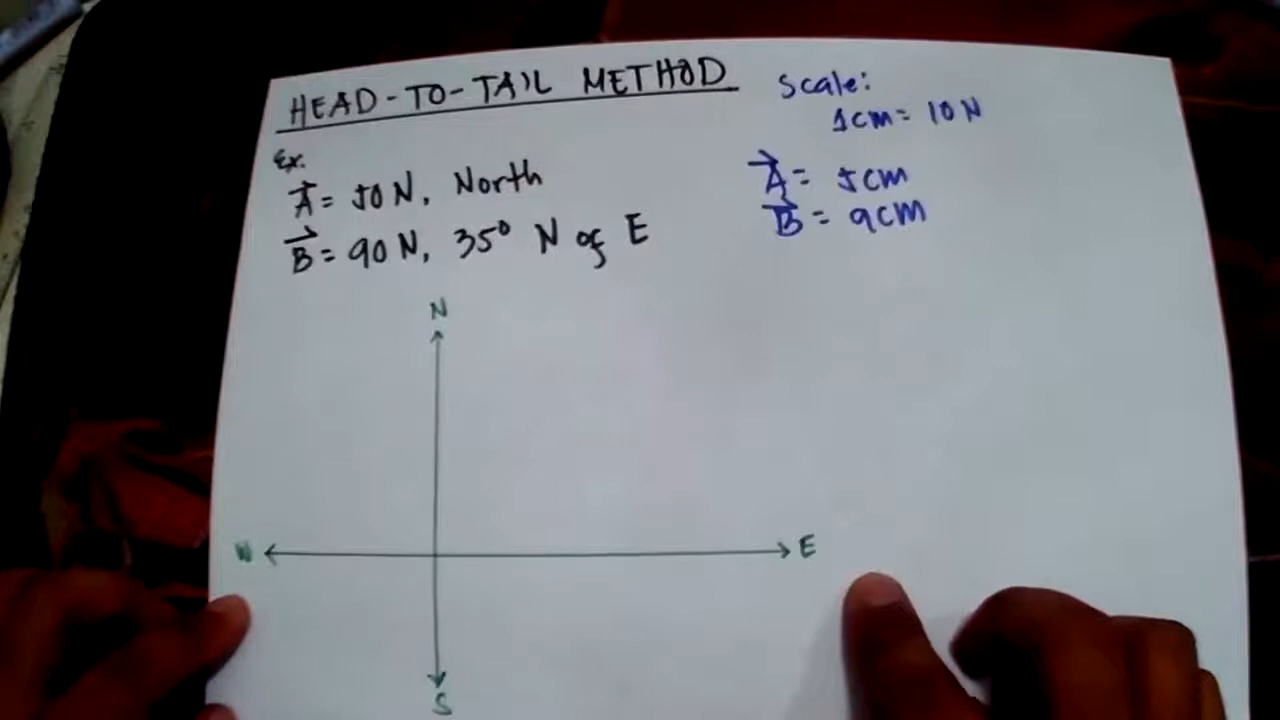 HEAD-TO-TAIL METHOD
Scale:
1cm = 10 N
Ex.
A = 50 N, North
B = 90 N, 35° N of E
A = 5cm
B = 9cm
N
W
E
S